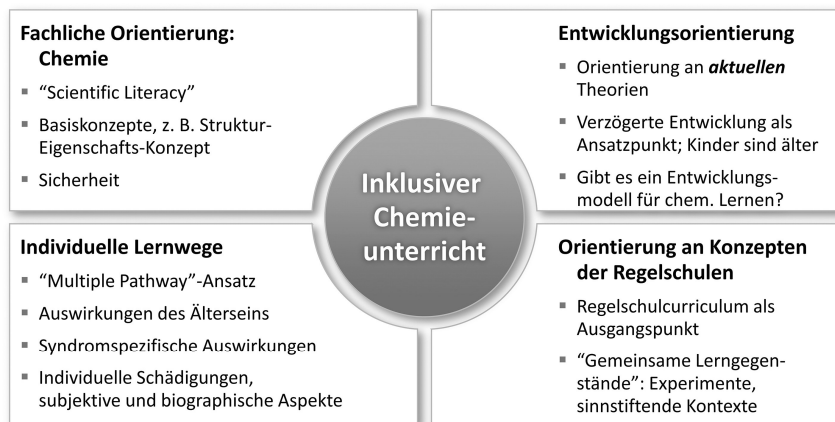 Fachliche Orientierung:
Chemie
▪ “Scientific Literacy”
▪ Basiskonzepte, z. B. Struktur-
Eigenschafts-Konzept
▪ Sicherheit
Entwicklungsorientierung
▪ Orientierung an aktuellen
Theorien
▪ Verzögerte Entwicklung als
Ansatzpunkt; Kinder sind älter
▪ Gibt es ein Entwicklungs-
modell für chem. Lernen?
Inklusiver
Chemie-
unterricht
Individuelle Lernwege
▪ “Multiple Pathway”-Ansatz
▪ Auswirkungen des Älterseins
▪ Syndromspezifische Auswirkungen
▪ Individuelle Schädigungen,
subjektive und biographische Aspekte
Orientierung an Konzepten
der Regelschulen
▪ Regelschulcurriculum als
Ausgangspunkt
▪ “Gemeinsame Lerngegen-
stände”: Experimente,
sinnstiftende Kontexte